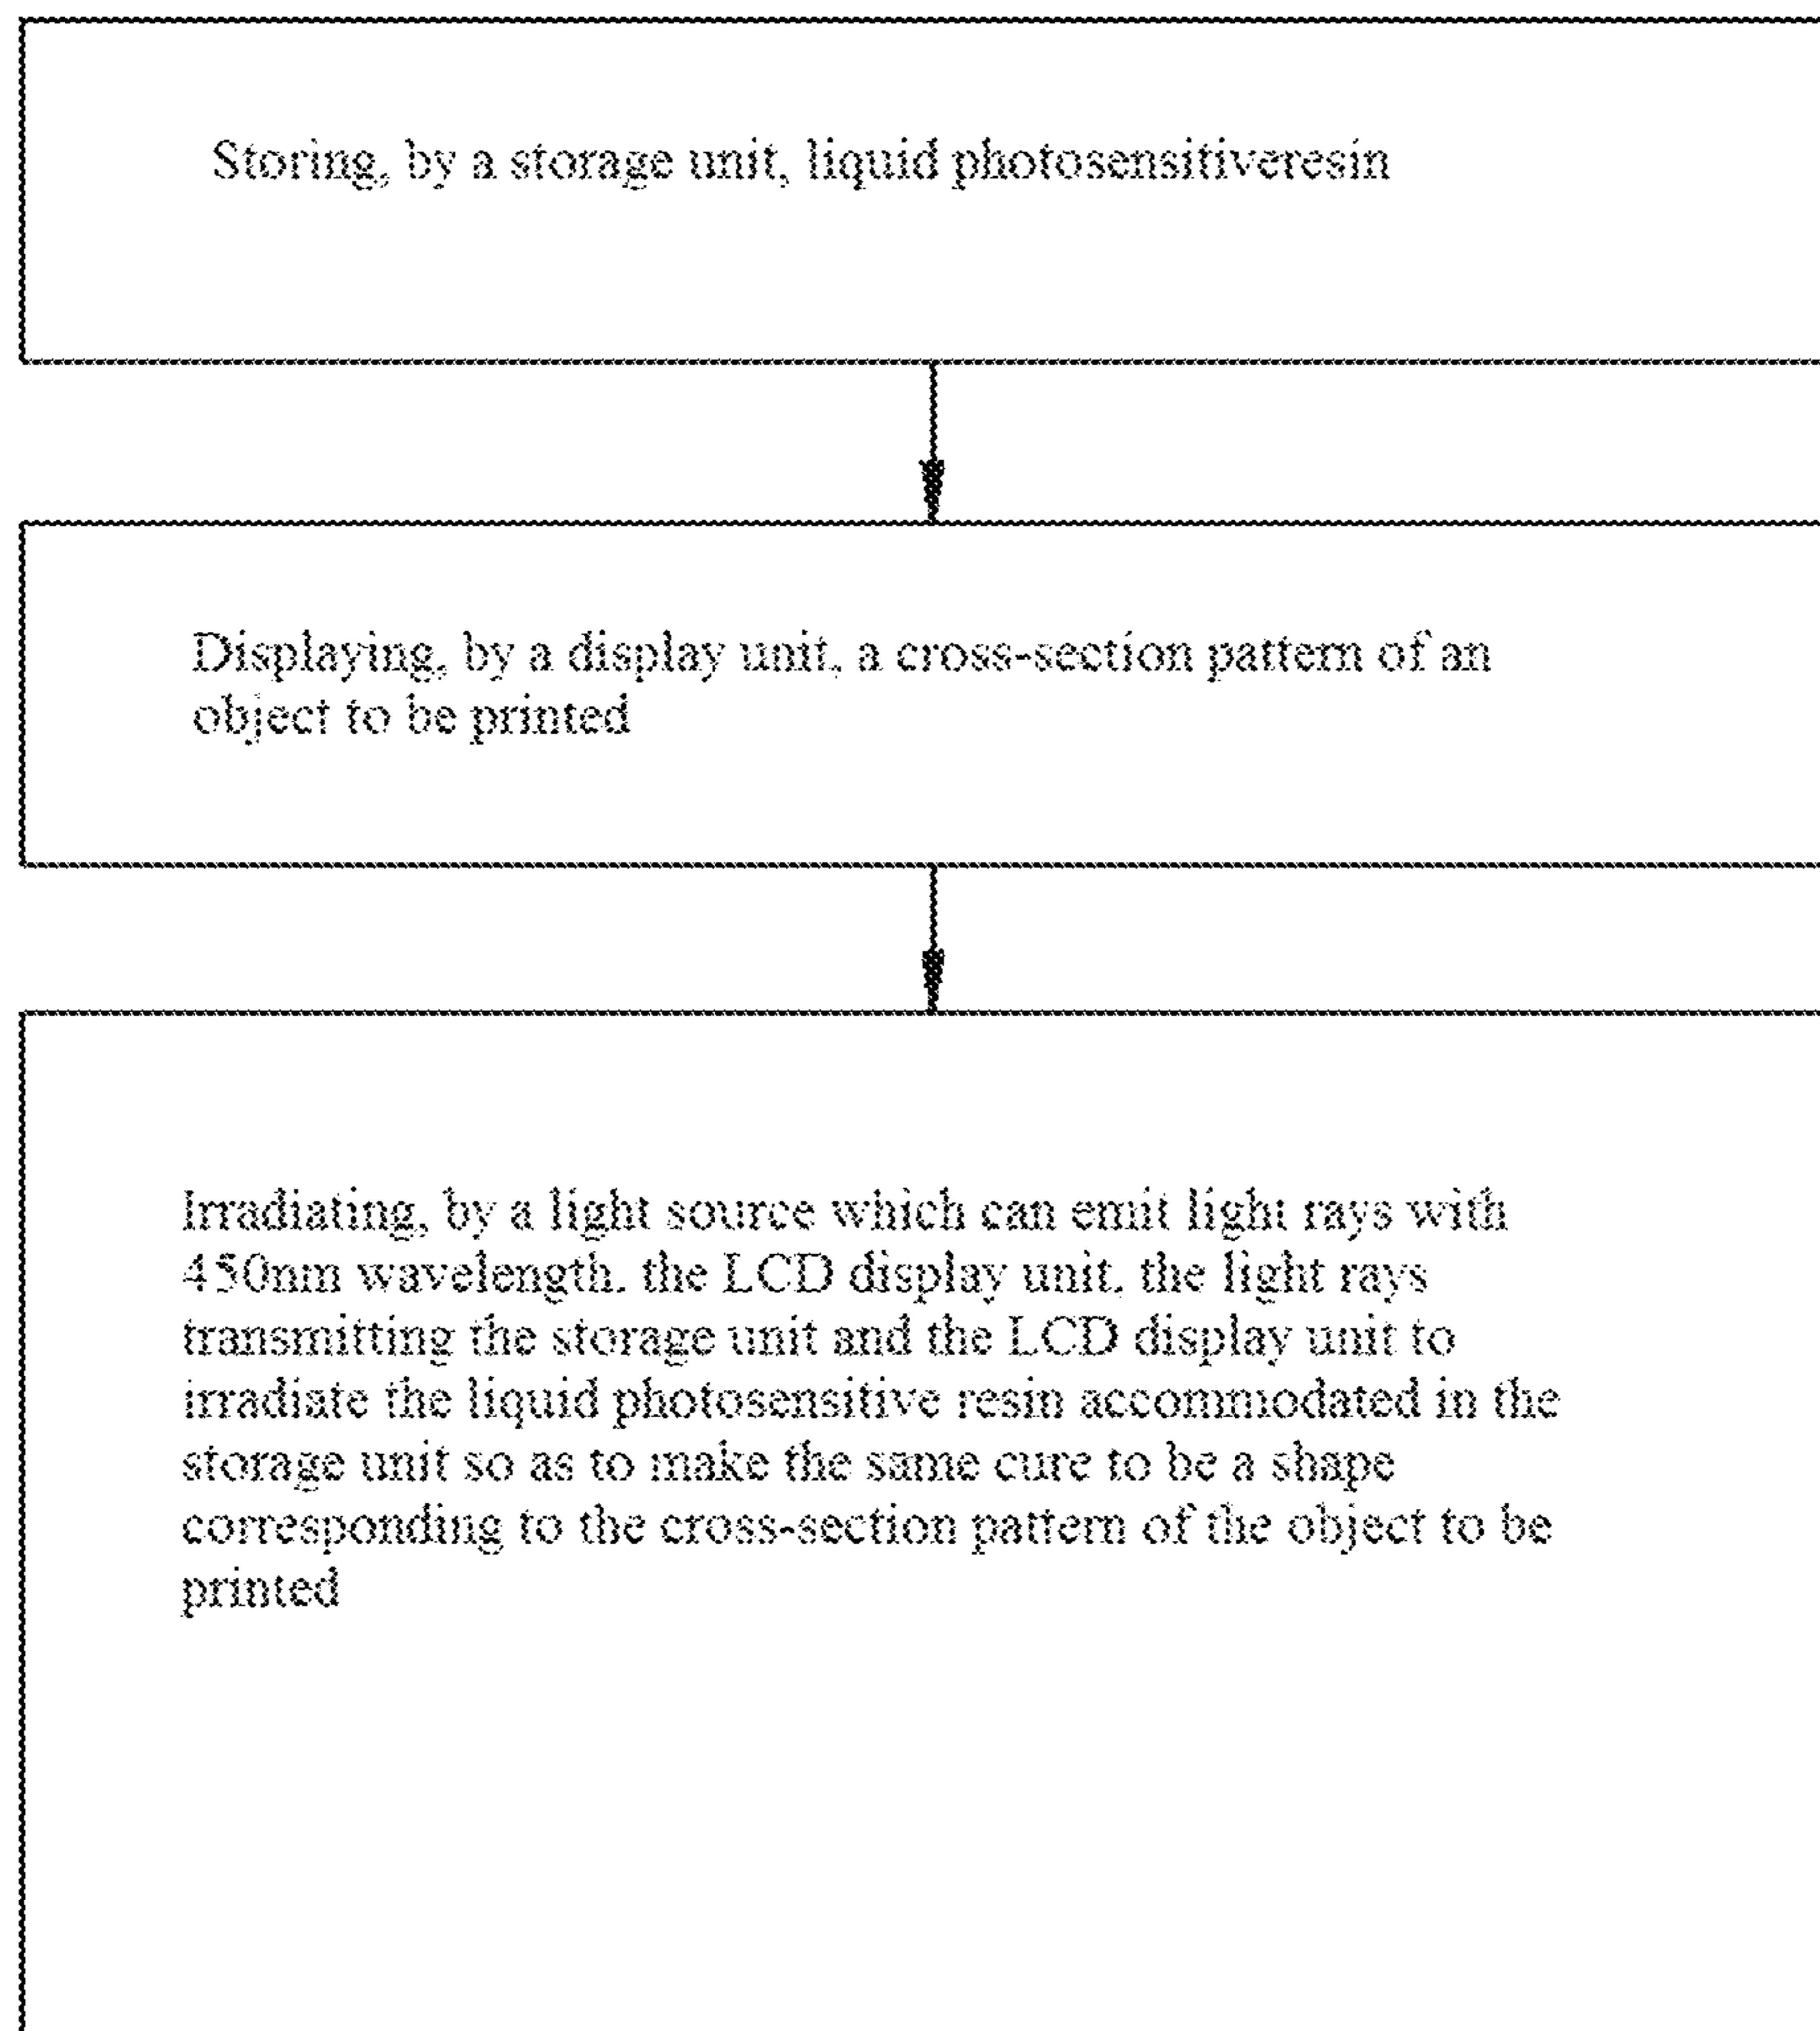 Storing, by a storage unit, liquid photosensitiveresin
Displaying, by a display unit, a cross-section pattern of an
object to be printed
Irradiating, by a light source which can emit light rays with
450nm wavelength, the LCD display unit, the light rays
transmitting the storage unit and the LCD display unit to
irradiate the liquid photosensitive resin accommodated in the
storage unit so as to make the same cure to be a shape
corresponding to the cross-section pattern of the object to be
printed